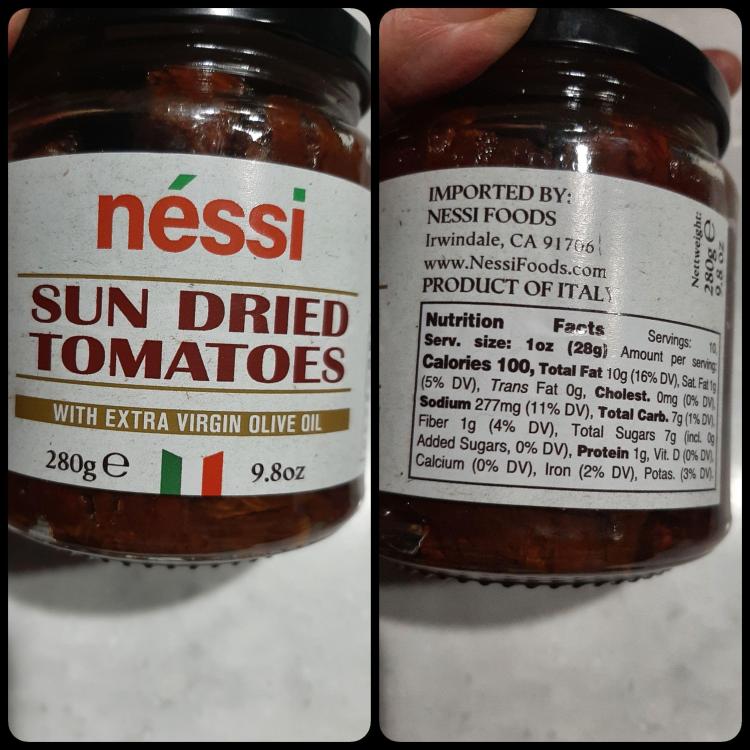 néssi
SUN DRIED
TOMATOES
WITH EXTRA VIRGIN OLIVE OIL
280g ℮ 9.8oz
IMPORTED BY:
NESSI FOODS
Irwindale, CA 91706
www.NessiFoods.com
PRODUCT OF ITALY
Nettweight:
280g ℮
9.8 oz
Nutrition Facts Servings: 10,
Serv. size: 1oz (28g) Amount per serving:
Calories 100, Total Fat 10g (16% DV), Sat. Fat 1g
(5% DV), Trans Fat 0g, Cholest. 0mg (0% DV),
Sodium 277mg (11% DV), Total Carb. 7g (1% DV),
Fiber 1g (4% DV), Total Sugars 7g (incl. 0g
Added Sugars, 0% DV), Protein 1g, Vit. D (0% DV),
Calcium (0% DV), Iron (2% DV), Potas. (3% DV).